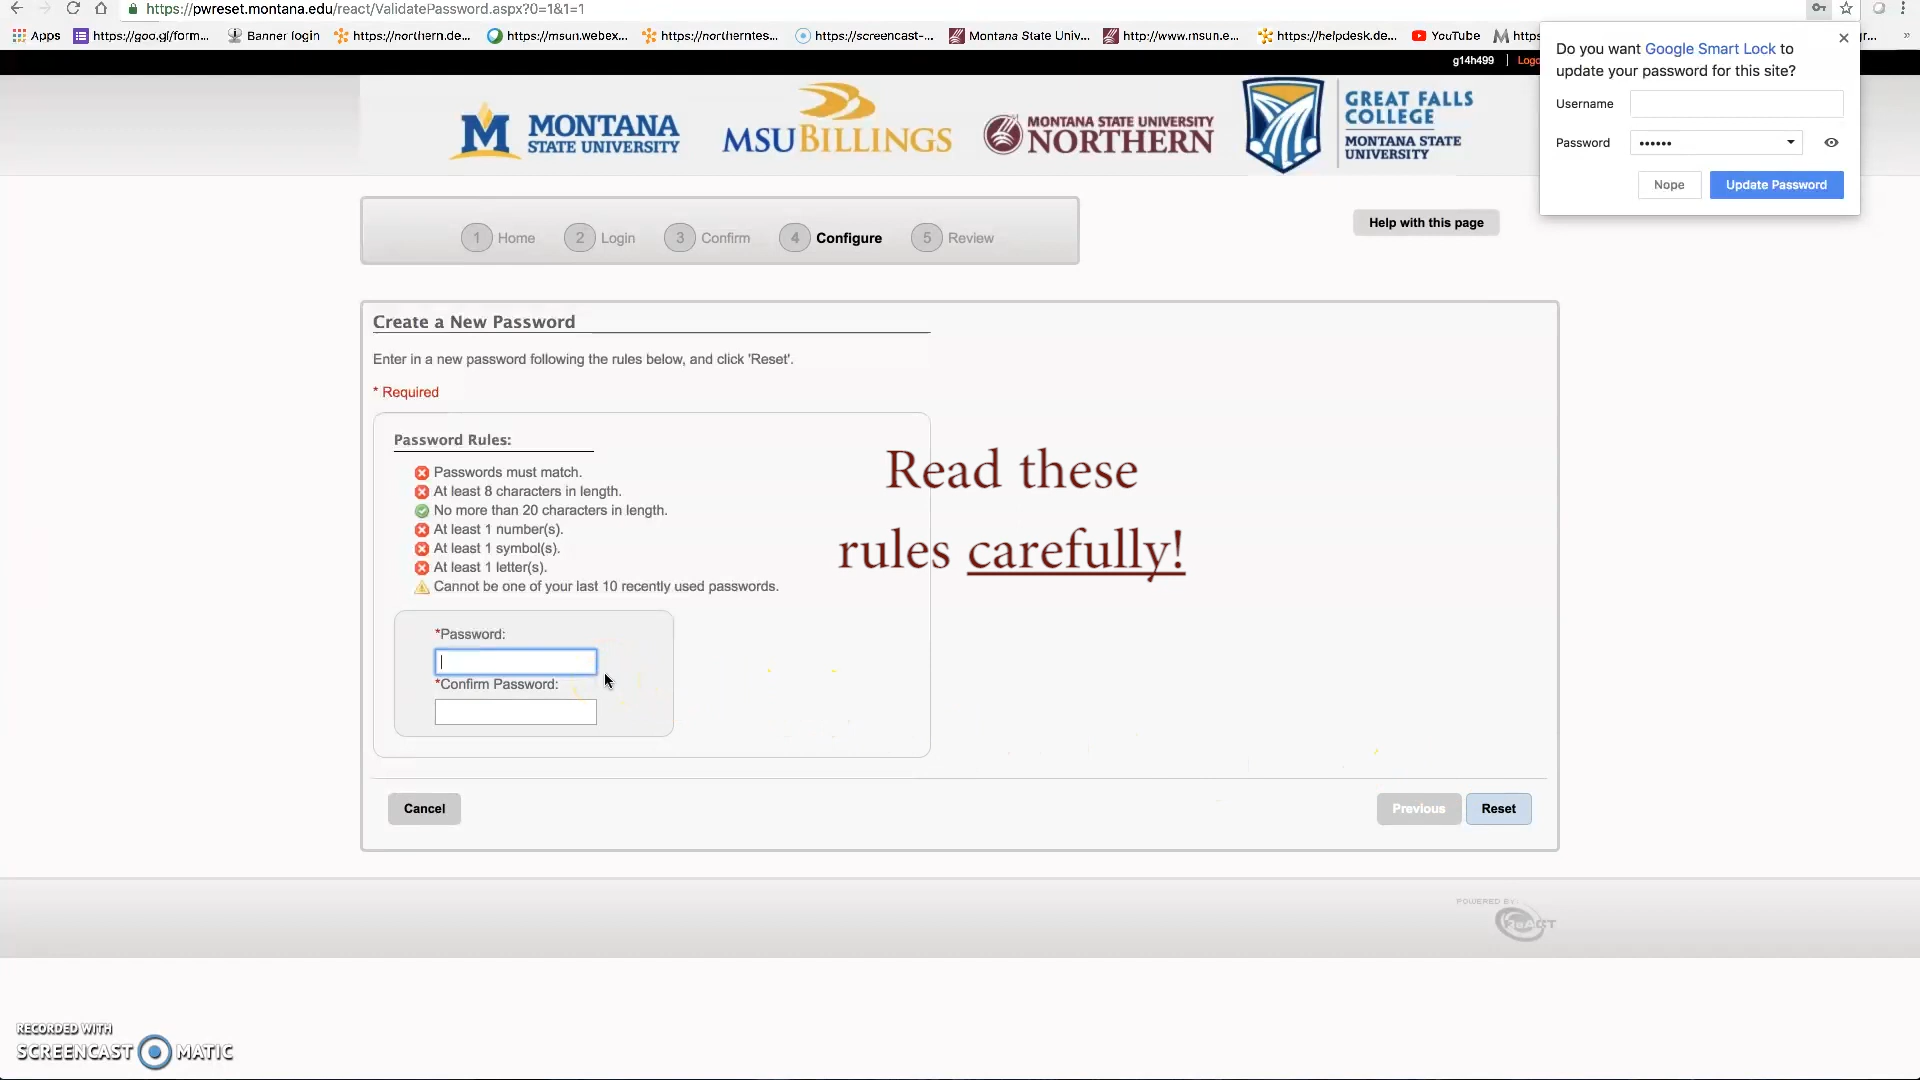 https://pwreset.montana.edu/react/ValidatePassword.aspx?0=1&1=1
Apps https://goo.gl/form... Banner login https://northern.de... https://msun.webex... https://northerntes... https://screencast-... Montana State Univ... http://www.msun.e... https://helpdesk.de... YouTube https r... »
g14h499 | Logo
Do you want Google Smart Lock to
update your password for this site?
Username
Password ••••••
Nope Update Password
M MONTANA
STATE UNIVERSITY
MSUBILLINGS
MONTANA STATE UNIVERSITY
NORTHERN
GREAT FALLS
COLLEGE
MONTANA STATE
UNIVERSITY
1 Home 2 Login 3 Confirm 4 Configure 5 Review
Help with this page
Create a New Password
Enter in a new password following the rules below, and click 'Reset'.
* Required
Password Rules:
Passwords must match.
At least 8 characters in length.
No more than 20 characters in length.
At least 1 number(s).
At least 1 symbol(s).
At least 1 letter(s).
Cannot be one of your last 10 recently used passwords.
Read these
rules carefully!
*Password:
*Confirm Password:
Cancel Previous Reset
POWERED BY:
ReACT
RECORDED WITH
SCREENCAST MATIC